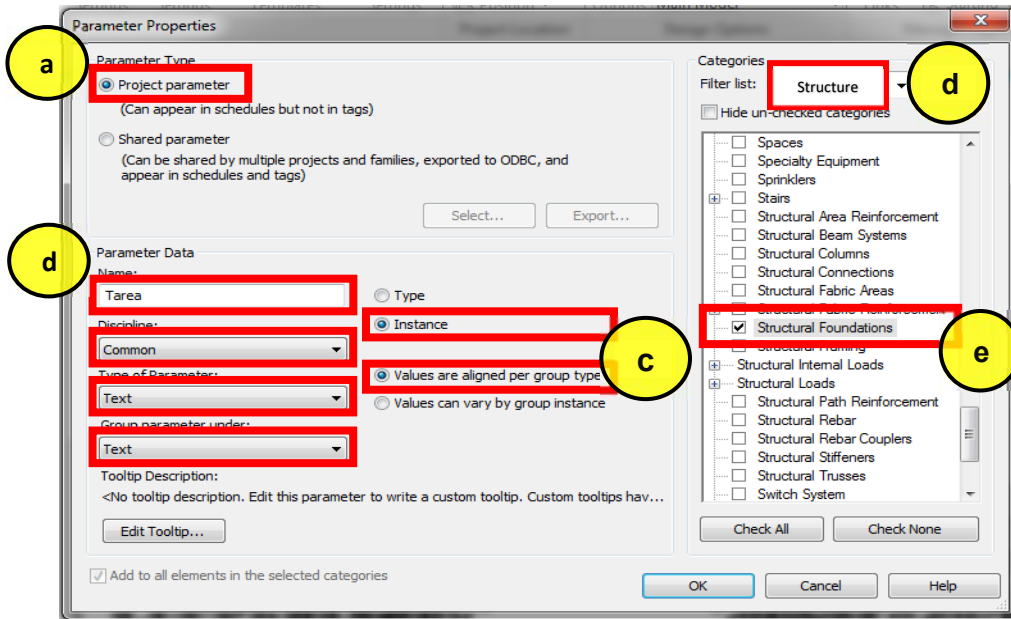 Parameter Properties
a
Parameter Type
Project parameter
(Can appear in schedules but not in tags)
Shared parameter
(Can be shared by multiple projects and families, exported to ODBC, and
appear in schedules and tags)
Select...
Export...
d
Parameter Data
Name:
Tarea
Discipline:
Common
Type of Parameter:
Text
Group parameter under:
Text
Type
Instance
c
Values are aligned per group type
Values can vary by group instance
Tooltip Description:
<No tooltip description. Edit this parameter to write a custom tooltip. Custom tooltips hav...
Edit Tooltip...
Add to all elements in the selected categories
Categories
Filter list:
Structure
d
Hide un-checked categories
Spaces
Specialty Equipment
Sprinklers
Stairs
Structural Area Reinforcement
Structural Beam Systems
Structural Columns
Structural Connections
Structural Fabric Areas
Structural Fabric Reinforcement
Structural Foundations
e
Structural Framing
Structural Internal Loads
Structural Loads
Structural Path Reinforcement
Structural Rebar
Structural Rebar Couplers
Structural Stiffeners
Structural Trusses
Switch System
Check All
Check None
OK
Cancel
Help